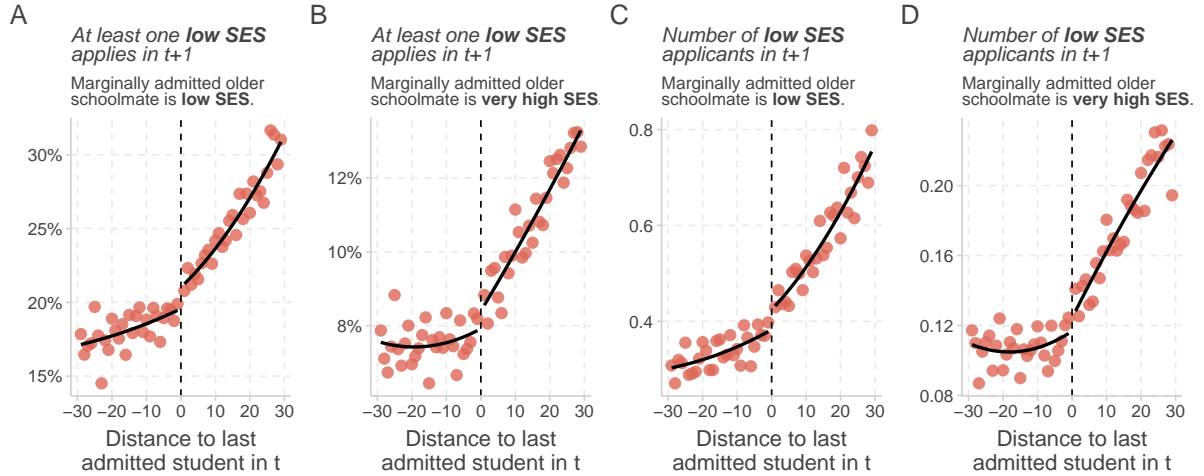 A
At least one low SES
applies in t+1
Marginally admitted older
schoolmate is low SES.
30%
25%
20%
15%
−30 −20 −10 0 10 20 30
Distance to last
admitted student in t
B
At least one low SES
applies in t+1
Marginally admitted older
schoolmate is very high SES.
12%
10%
8%
−30 −20 −10 0 10 20 30
Distance to last
admitted student in t
C
Number of low SES
applicants in t+1
Marginally admitted older
schoolmate is low SES.
0.8
0.6
0.4
0.2
−30 −20 −10 0 10 20 30
Distance to last
admitted student in t
D
Number of low SES
applicants in t+1
Marginally admitted older
schoolmate is very high SES.
0.20
0.16
0.12
0.08
−30 −20 −10 0 10 20 30
Distance to last
admitted student in t